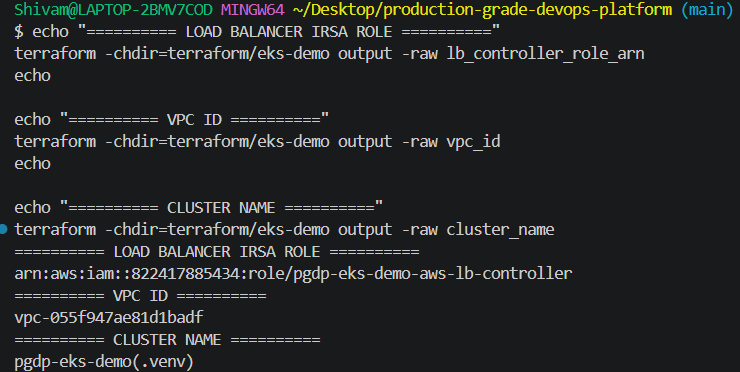 Shivam@LAPTOP-2BMV7COD MINGW64 ~/Desktop/production-grade-devops-platform (main)
$ echo "========== LOAD BALANCER IRSA ROLE =========="
terraform -chdir=terraform/eks-demo output -raw lb_controller_role_arn
echo

echo "========== VPC ID =========="
terraform -chdir=terraform/eks-demo output -raw vpc_id
echo

echo "========== CLUSTER NAME =========="
terraform -chdir=terraform/eks-demo output -raw cluster_name
========== LOAD BALANCER IRSA ROLE ==========
arn:aws:iam::822417885434:role/pgdp-eks-demo-aws-lb-controller
========== VPC ID ==========
vpc-055f947ae81d1badf
========== CLUSTER NAME ==========
pgdp-eks-demo(.venv)